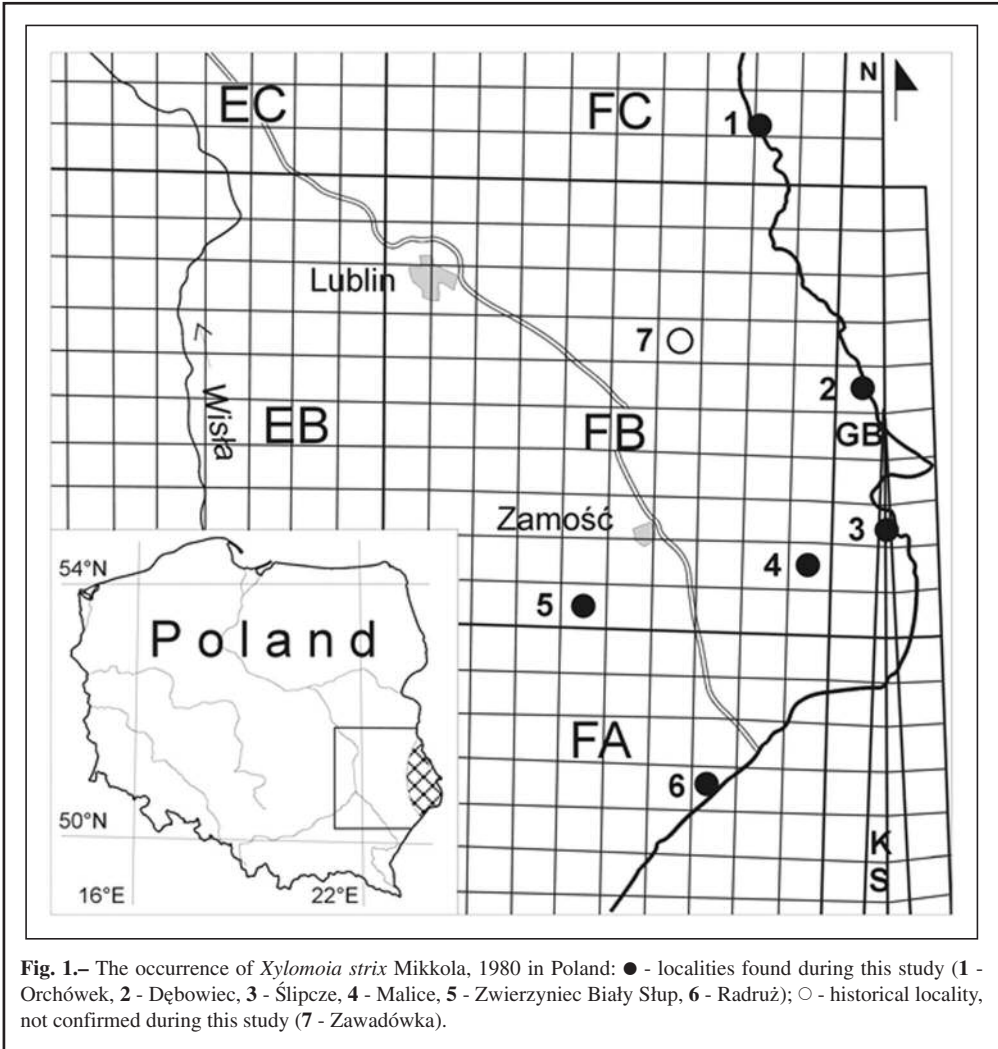 N
EC
FC
1
Lublin
7
2
Wisła
EB
FB
GB
Zamość
3
4
5
54°N
Poland
FA
6
50°N
K
S
16°E
22°E
Fig. 1.– The occurrence of Xylomoia strix Mikkola, 1980 in Poland: ● - localities found during this study (1 -
Orchówek, 2 - Dębowiec, 3 - Ślipcze, 4 - Malice, 5 - Zwierzyniec Biały Słup, 6 - Radruż); ○ - historical locality,
not confirmed during this study (7 - Zawadówka).